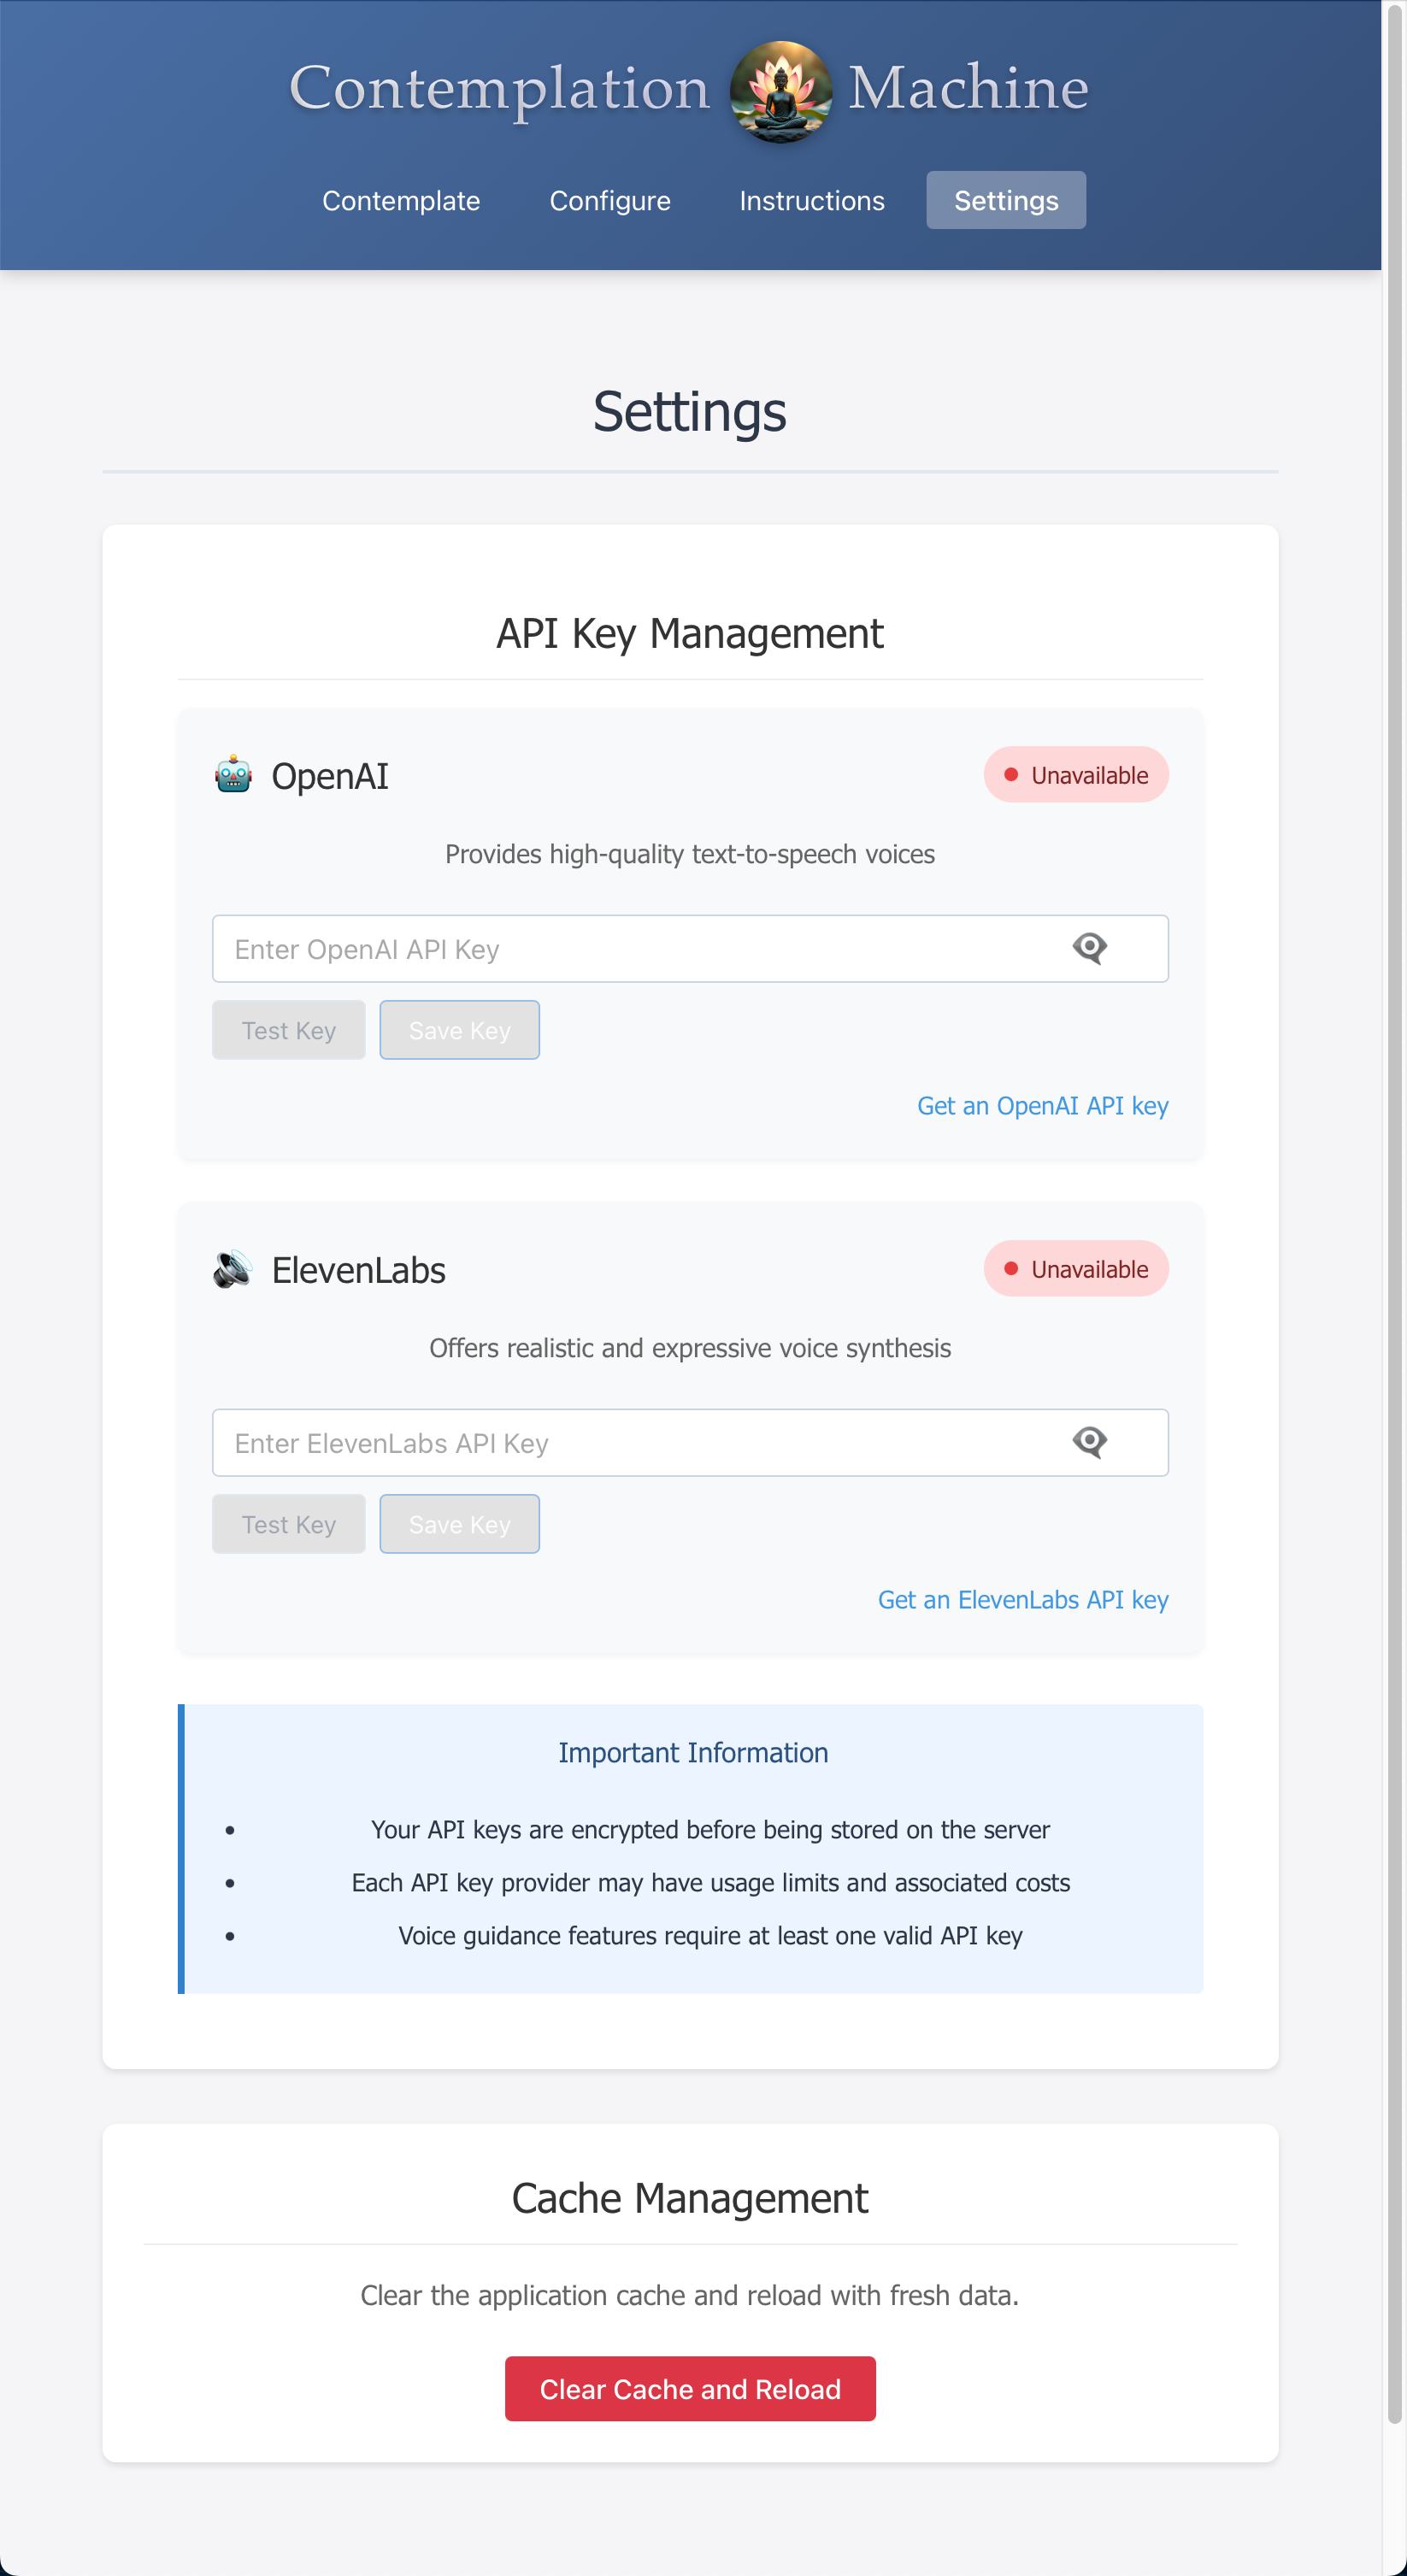 Contemplation Machine
Contemplate Configure Instructions Settings
Settings
API Key Management
OpenAI
Unavailable
Provides high-quality text-to-speech voices
Enter OpenAI API Key
Test Key Save Key
Get an OpenAI API key
ElevenLabs
Unavailable
Offers realistic and expressive voice synthesis
Enter ElevenLabs API Key
Test Key Save Key
Get an ElevenLabs API key
Important Information
• Your API keys are encrypted before being stored on the server
• Each API key provider may have usage limits and associated costs
• Voice guidance features require at least one valid API key
Cache Management
Clear the application cache and reload with fresh data.
Clear Cache and Reload